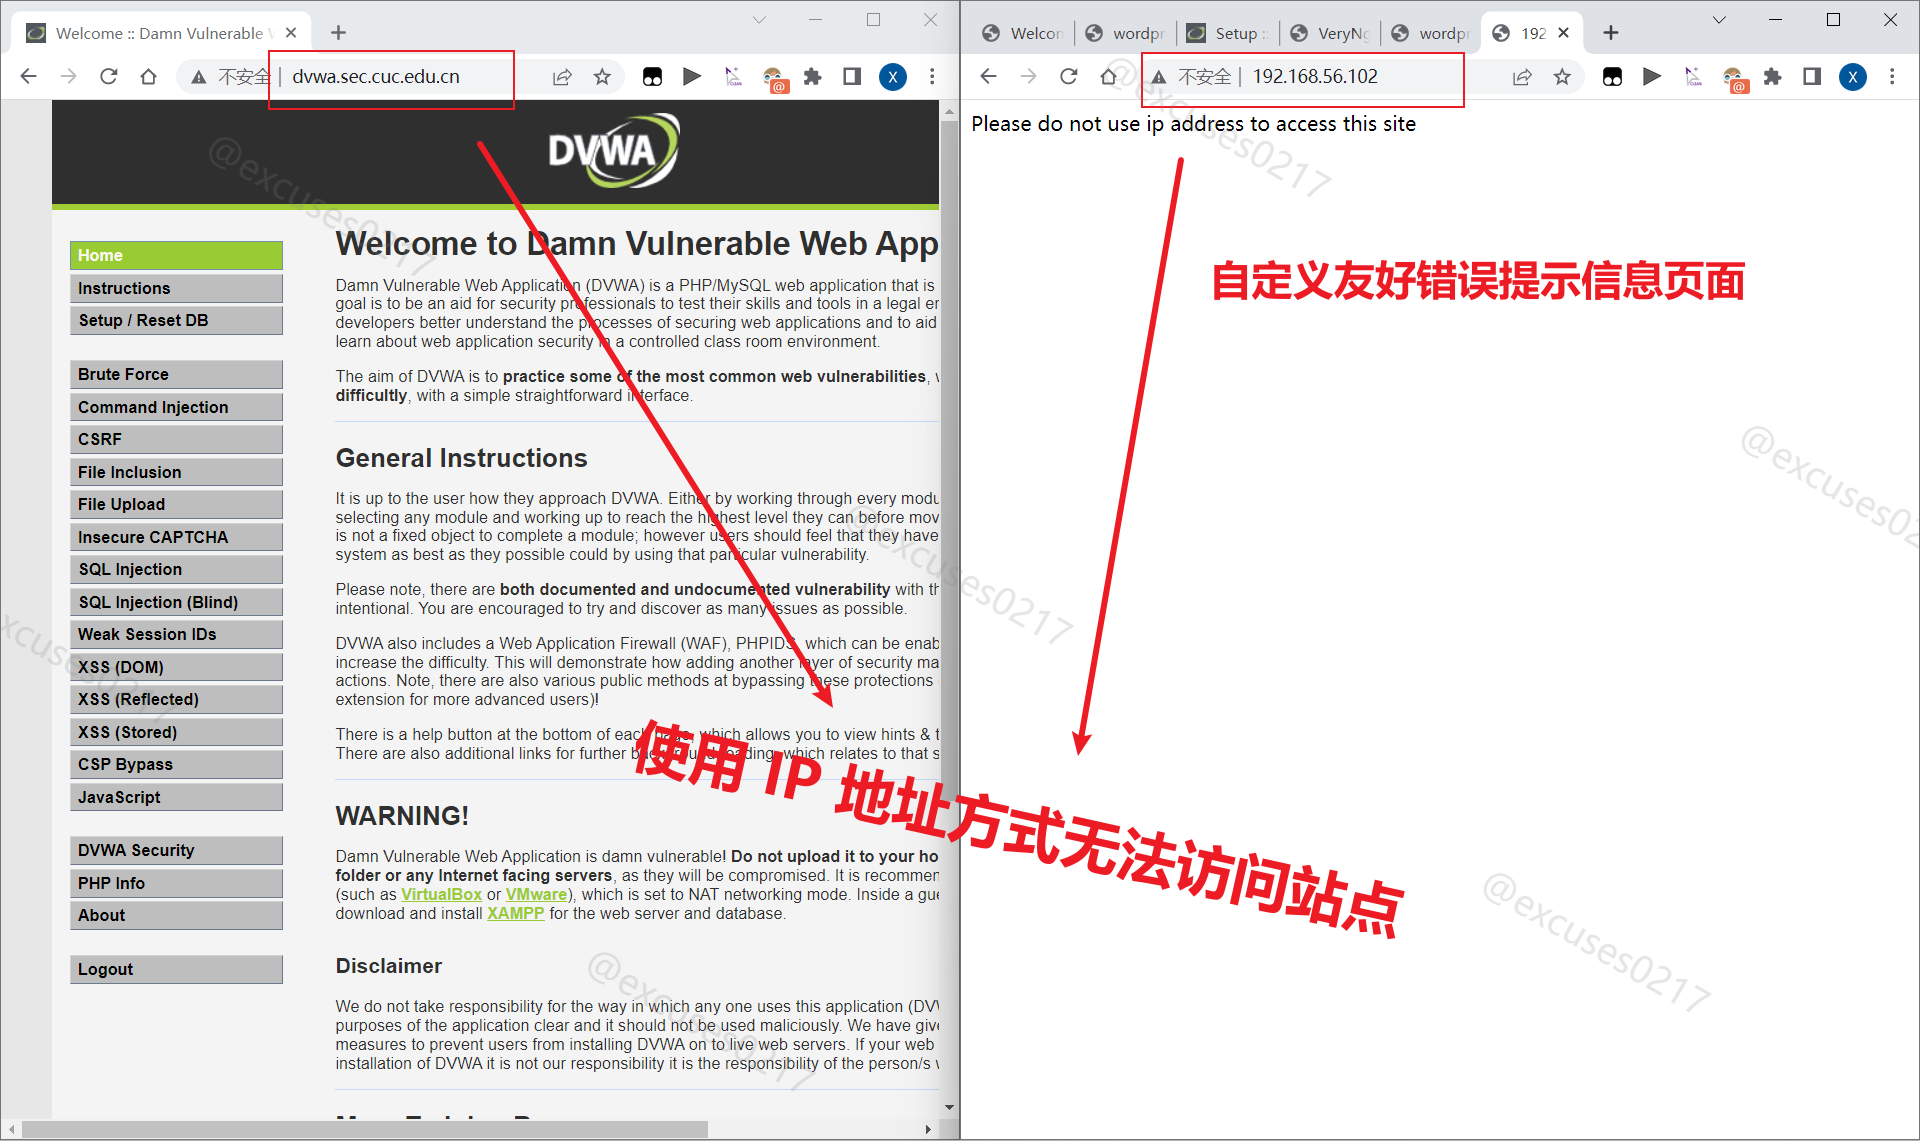 Welcome :: Damn Vulnerable W
不安全 | dvwa.sec.cuc.edu.cn
X
DVWA
Home
Instructions
Setup / Reset DB
Brute Force
Command Injection
CSRF
File Inclusion
File Upload
Insecure CAPTCHA
SQL Injection
SQL Injection (Blind)
Weak Session IDs
XSS (DOM)
XSS (Reflected)
XSS (Stored)
CSP Bypass
JavaScript
DVWA Security
PHP Info
About
Logout
Welcome to Damn Vulnerable Web App
Damn Vulnerable Web Application (DVWA) is a PHP/MySQL web application that is
goal is to be an aid for security professionals to test their skills and tools in a legal er
developers better understand the processes of securing web applications and to aid
learn about web application security in a controlled class room environment.
The aim of DVWA is to practice some of the most common web vulnerabilities,
difficultly, with a simple straightforward interface.
General Instructions
It is up to the user how they approach DVWA. Either by working through every modu
selecting any module and working up to reach the highest level they can before mov
is not a fixed object to complete a module; however users should feel that they have
system as best as they possible could by using that particular vulnerability.
Please note, there are both documented and undocumented vulnerability with th
intentional. You are encouraged to try and discover as many issues as possible.
DVWA also includes a Web Application Firewall (WAF), PHPIDS, which can be enab
increase the difficulty. This will demonstrate how adding another layer of security ma
actions. Note, there are also various public methods at bypassing these protections
extension for more advanced users)!
There is a help button at the bottom of each page, which allows you to view hints & t
There are also additional links for further background reading, which relates to that s
WARNING!
Damn Vulnerable Web Application is damn vulnerable! Do not upload it to your ho
folder or any Internet facing servers, as they will be compromised. It is recommen
(such as VirtualBox or VMware), which is set to NAT networking mode. Inside a gue
download and install XAMPP for the web server and database.
Disclaimer
We do not take responsibility for the way in which any one uses this application (DV
purposes of the application clear and it should not be used maliciously. We have give
measures to prevent users from installing DVWA on to live web servers. If your web
installation of DVWA it is not our responsibility it is the responsibility of the person/s
Welcon
wordpr
Setup ::
VeryNg
wordpr
192
不安全 | 192.168.56.102
X
Please do not use ip address to access this site
自定义友好错误提示信息页面
使用 IP 地址方式无法访问站点
@excuses0217
@excuses0217
@excuses0217
@excuses02
@excuses0217
@excuses0217
xcuses0217